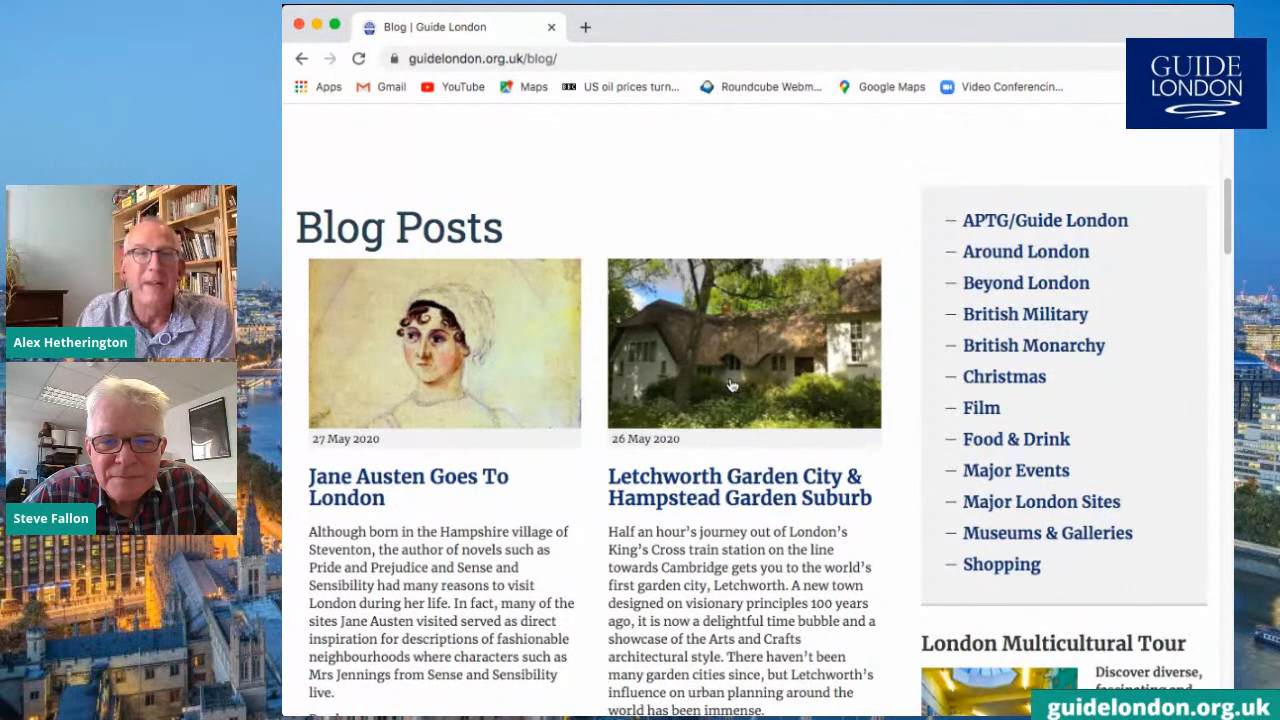 Blog | Guide London
guidelondon.org.uk/blog/
Apps
Gmail
YouTube
Maps
BBC
US oil prices turn...
Roundcube Webm...
Google Maps
Video Conferencin...
GUIDE
LONDON
Alex Hetherington
Steve Fallon
Blog Posts
27 May 2020
Jane Austen Goes To
London
Although born in the Hampshire village of
Steventon, the author of novels such as
Pride and Prejudice and Sense and
Sensibility had many reasons to visit
London during her life. In fact, many of the
sites Jane Austen visited served as direct
inspiration for descriptions of fashionable
neighbourhoods where characters such as
Mrs Jennings from Sense and Sensibility
live.
26 May 2020
Letchworth Garden City &
Hampstead Garden Suburb
Half an hour's journey out of London's
King's Cross train station on the line
towards Cambridge gets you to the world's
first garden city, Letchworth. A new town
designed on visionary principles 100 years
ago, it is now a delightful time bubble and a
showcase of the Arts and Crafts
architectural style. There haven't been
many garden cities since, but Letchworth's
influence on urban planning around the
world has been immense.
– APTG/Guide London
– Around London
– Beyond London
– British Military
– British Monarchy
– Christmas
– Film
– Food & Drink
– Major Events
– Major London Sites
– Museums & Galleries
– Shopping
London Multicultural Tour
Discover diverse,
guidelondon.org.uk